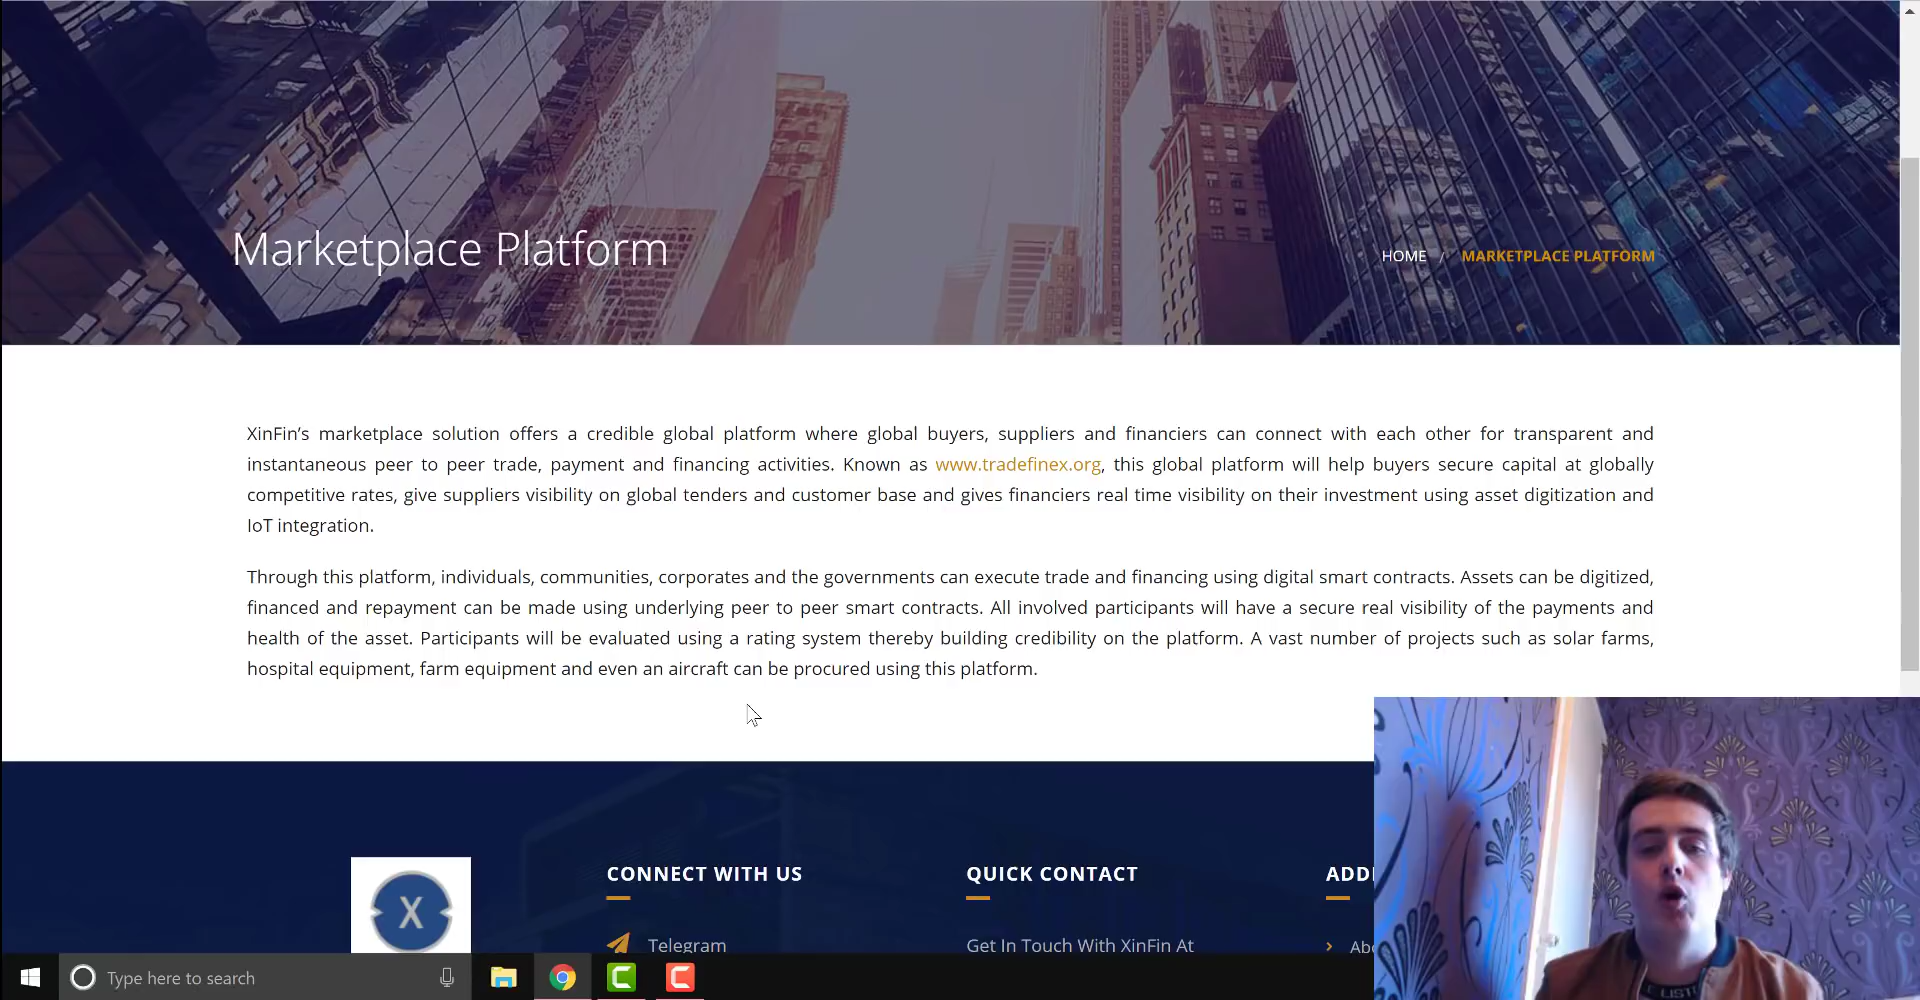 Marketplace Platform
HOME / MARKETPLACE PLATFORM
XinFin’s marketplace solution offers a credible global platform where global buyers, suppliers and financiers can connect with each other for transparent and
instantaneous peer to peer trade, payment and financing activities. Known as www.tradefinex.org, this global platform will help buyers secure capital at globally
competitive rates, give suppliers visibility on global tenders and customer base and gives financiers real time visibility on their investment using asset digitization and
IoT integration.
Through this platform, individuals, communities, corporates and the governments can execute trade and financing using digital smart contracts. Assets can be digitized,
financed and repayment can be made using underlying peer to peer smart contracts. All involved participants will have a secure real visibility of the payments and
health of the asset. Participants will be evaluated using a rating system thereby building credibility on the platform. A vast number of projects such as solar farms,
hospital equipment, farm equipment and even an aircraft can be procured using this platform.
X
CONNECT WITH US
Telegram
QUICK CONTACT
Get In Touch With XinFin At
Type here to search